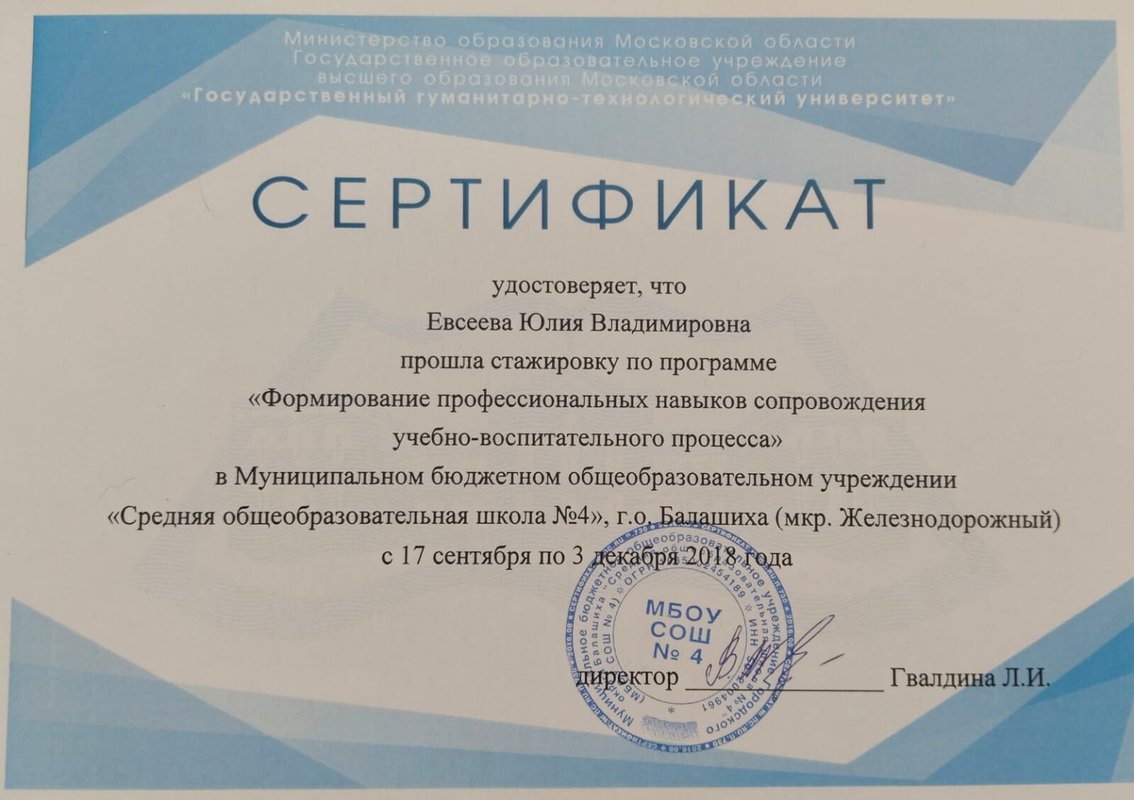 Министерство образования Московской области
Государственное образовательное учреждение
высшего образования Московской области
«Государственный гуманитарно-технологический университет»
СЕРТИФИКАТ
удостоверяет, что
Евсеева Юлия Владимировна
прошла стажировку по программе
«Формирование профессиональных навыков сопровождения
учебно-воспитательного процесса»
в Муниципальном бюджетном общеобразовательном учреждении
«Средняя общеобразовательная школа №4», г.о. Балашиха (мкр. Железнодорожный)
с 17 сентября по 3 декабря 2018 года
МБОУ
СОШ
№ 4
директор Гвалдина Л.И.